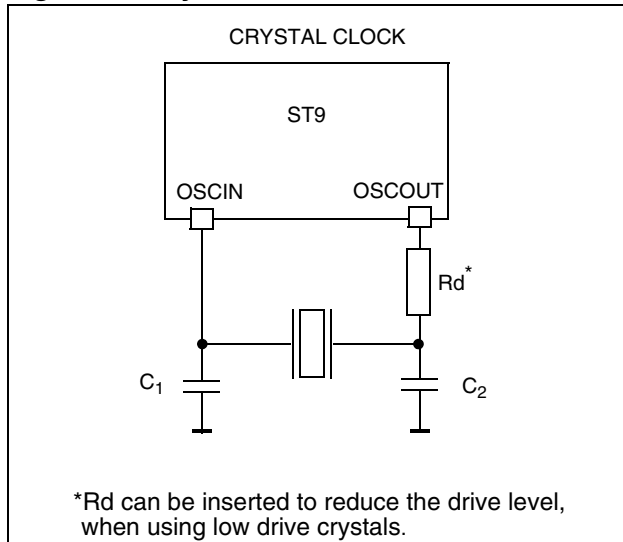 CRYSTAL CLOCK
ST9
OSCIN
OSCOUT
Rd*
C1
C2
*Rd can be inserted to reduce the drive level,
when using low drive crystals.